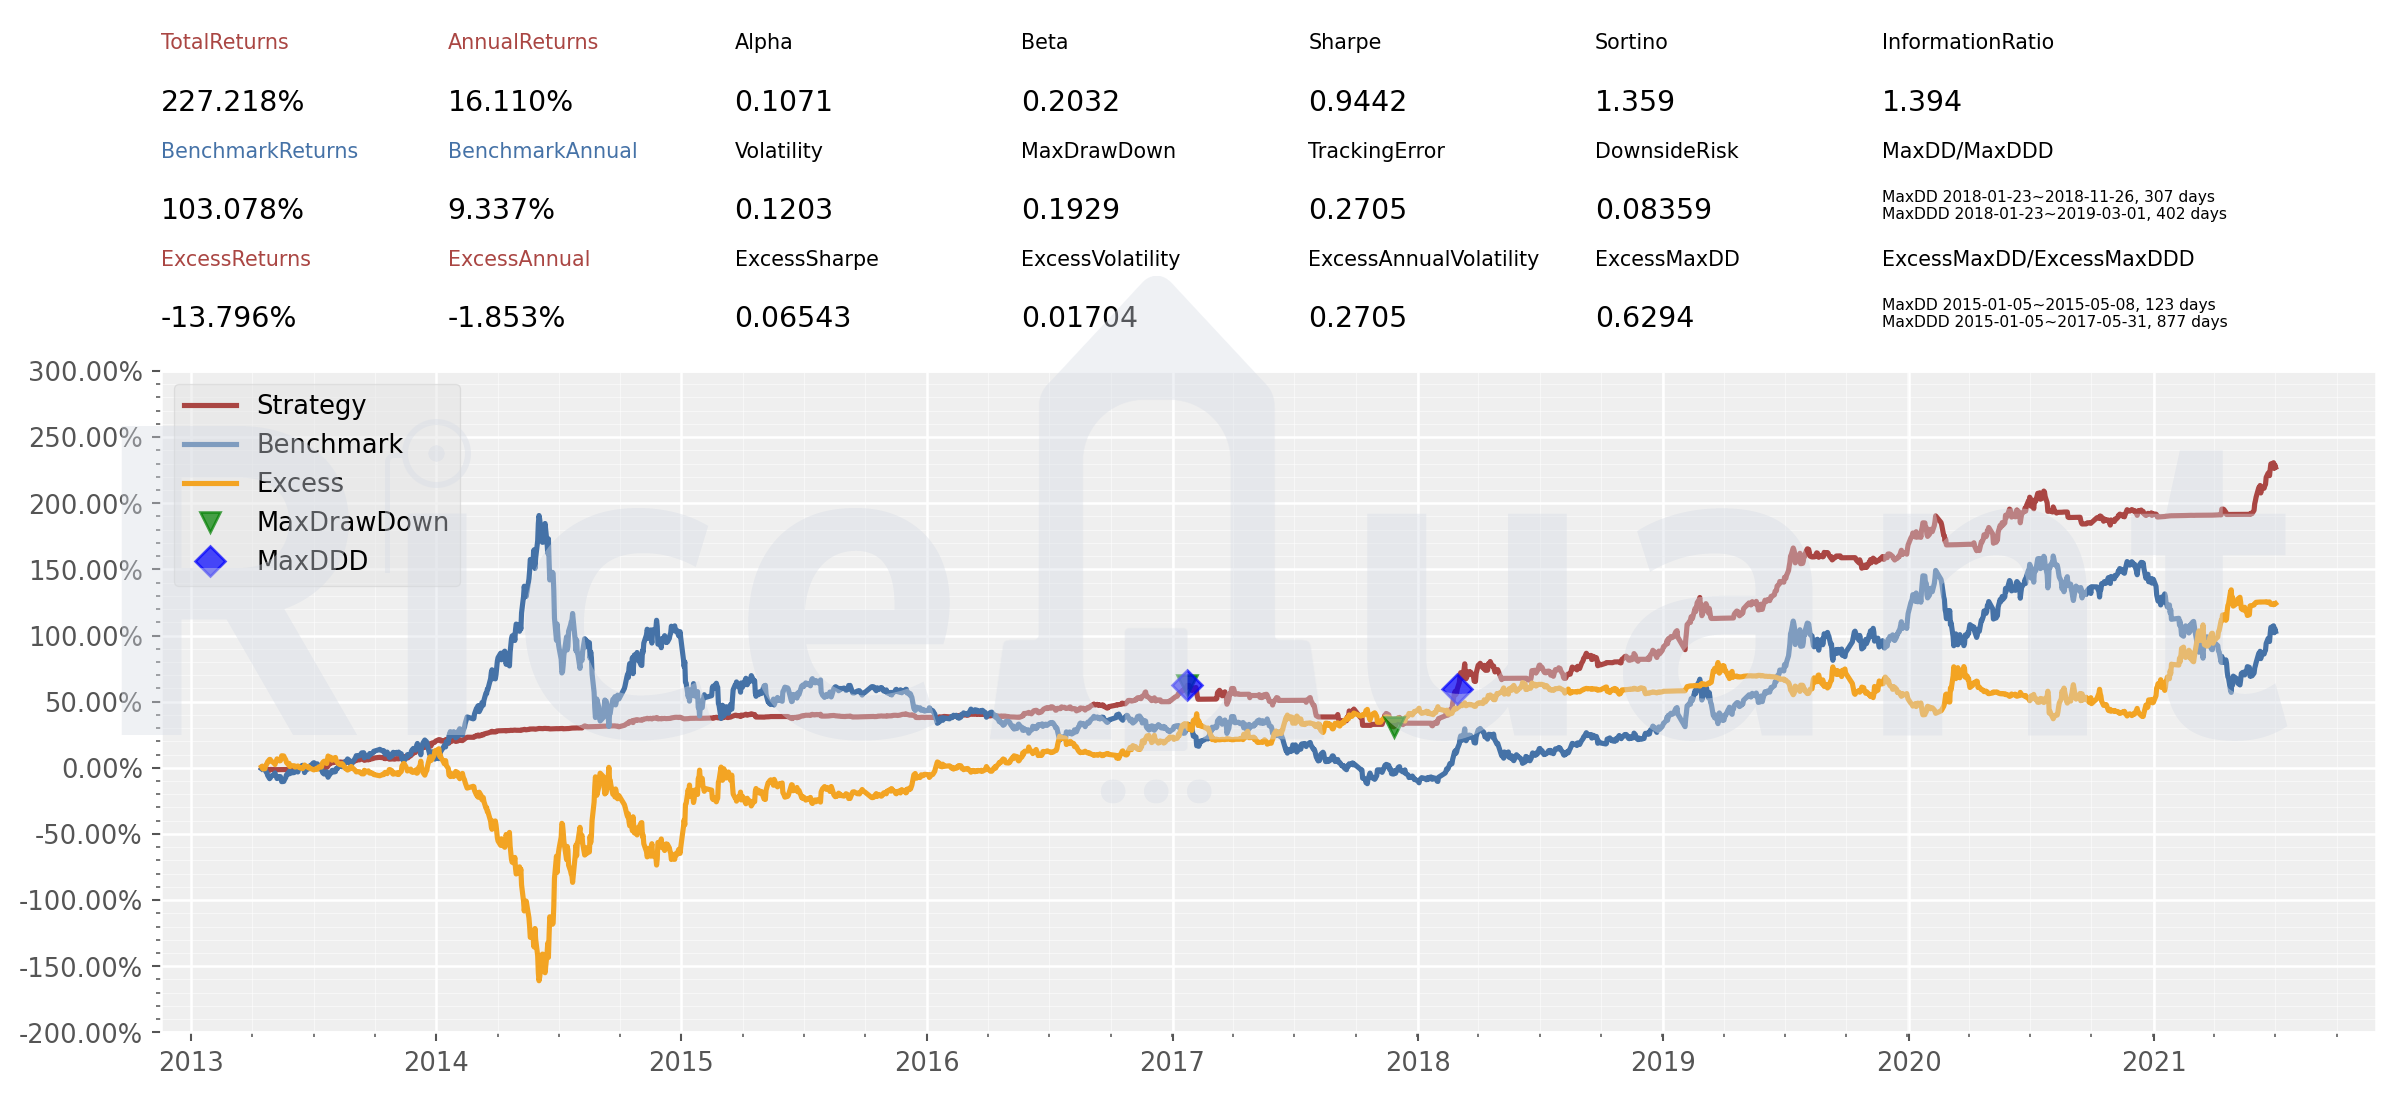 TotalReturns AnnualReturns Alpha Beta Sharpe Sortino InformationRatio
227.218% 16.110% 0.1071 0.2032 0.9442 1.359 1.394
BenchmarkReturns BenchmarkAnnual Volatility MaxDrawDown TrackingError DownsideRisk MaxDD/MaxDDD
103.078% 9.337% 0.1203 0.1929 0.2705 0.08359 MaxDD 2018-01-23~2018-11-26, 307 days
MaxDDD 2018-01-23~2019-03-01, 402 days
ExcessReturns ExcessAnnual ExcessSharpe ExcessVolatility ExcessAnnualVolatility ExcessMaxDD ExcessMaxDD/ExcessMaxDDD
-13.796% -1.853% 0.06543 0.01704 0.2705 0.6294 MaxDD 2015-01-05~2015-05-08, 123 days
MaxDDD 2015-01-05~2017-05-31, 877 days
300.00%
250.00%
200.00%
150.00%
100.00%
50.00%
0.00%
-50.00%
-100.00%
-150.00%
-200.00%
Strategy
Benchmark
Excess
MaxDrawDown
MaxDDD
RiceQuant
2013 2014 2015 2016 2017 2018 2019 2020 2021